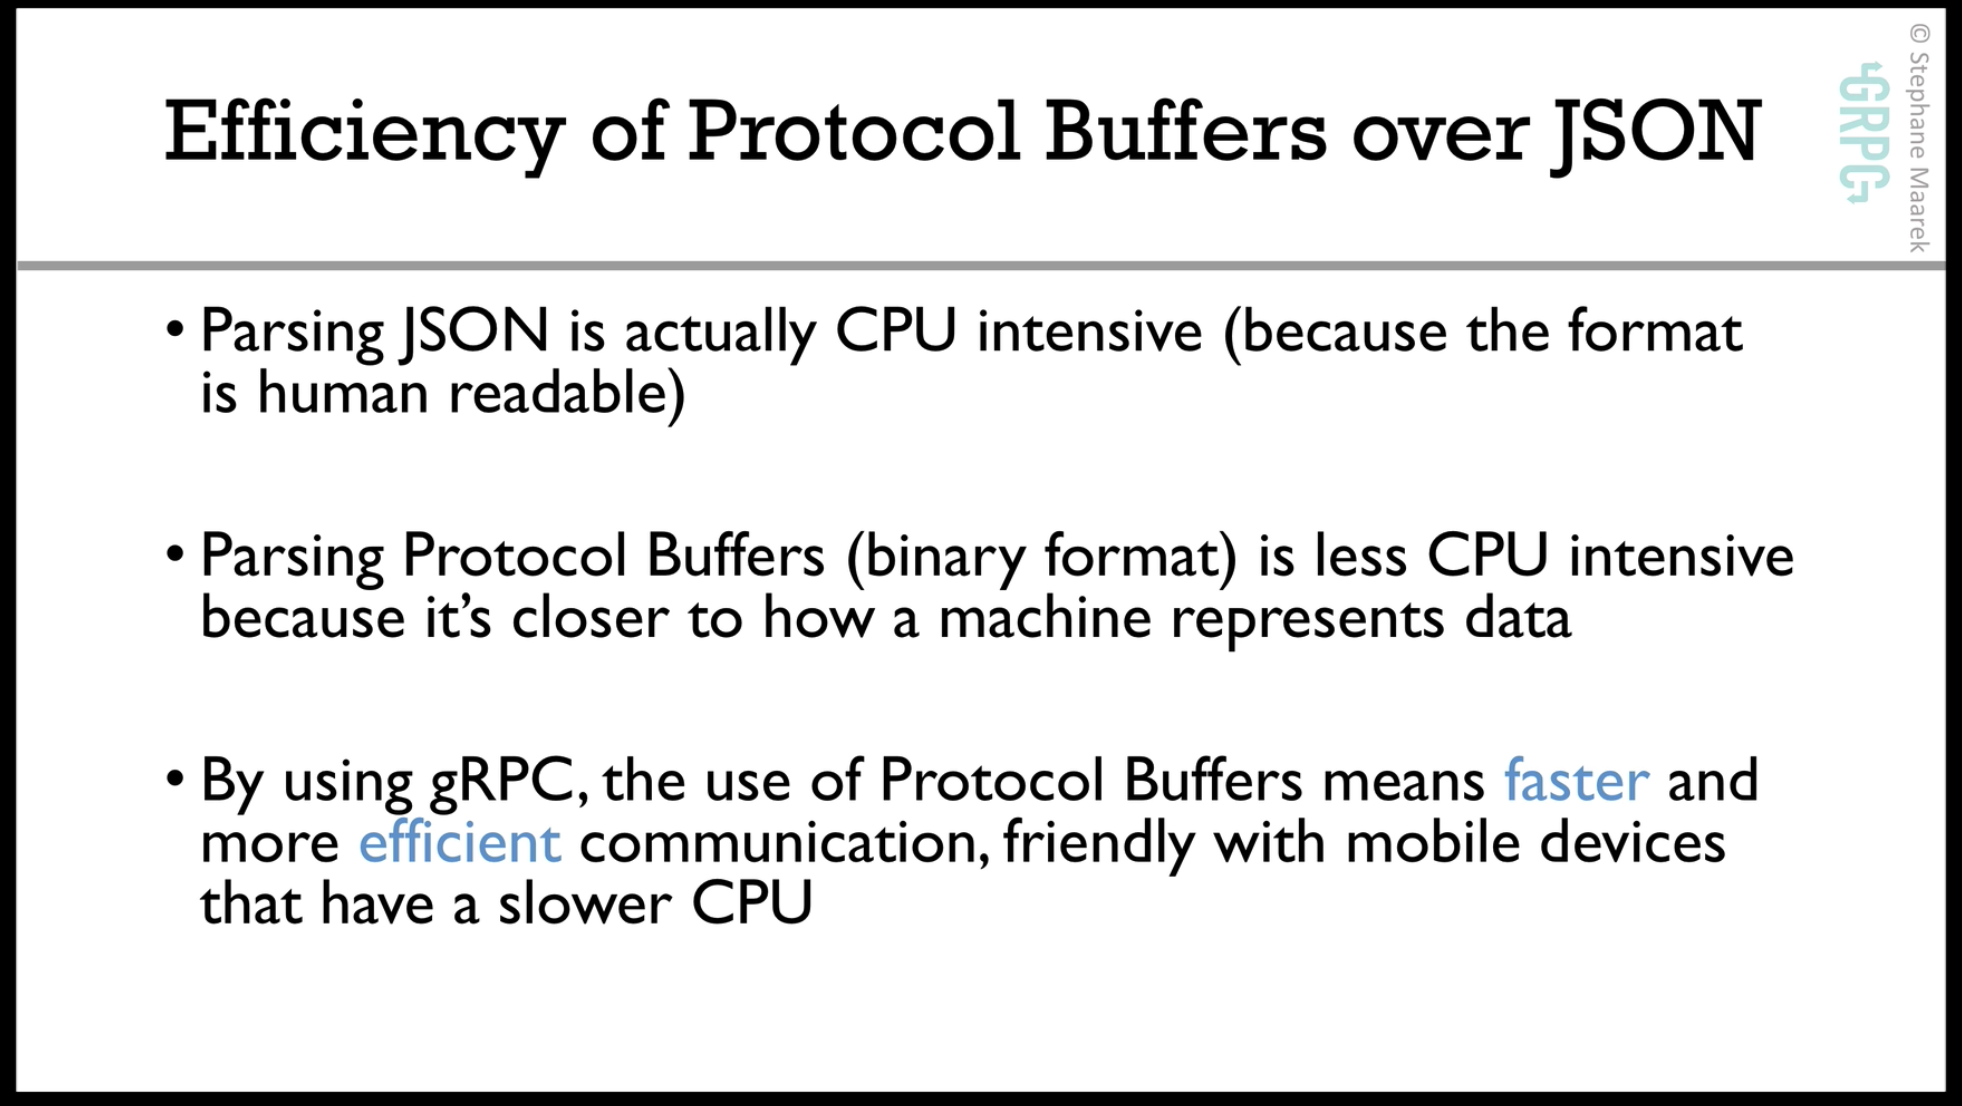 Efficiency of Protocol Buffers over JSON
GRPC
© Stephane Maarek
• Parsing JSON is actually CPU intensive (because the format
is human readable)
• Parsing Protocol Buffers (binary format) is less CPU intensive
because it’s closer to how a machine represents data
• By using gRPC, the use of Protocol Buffers means faster and
more efficient communication, friendly with mobile devices
that have a slower CPU